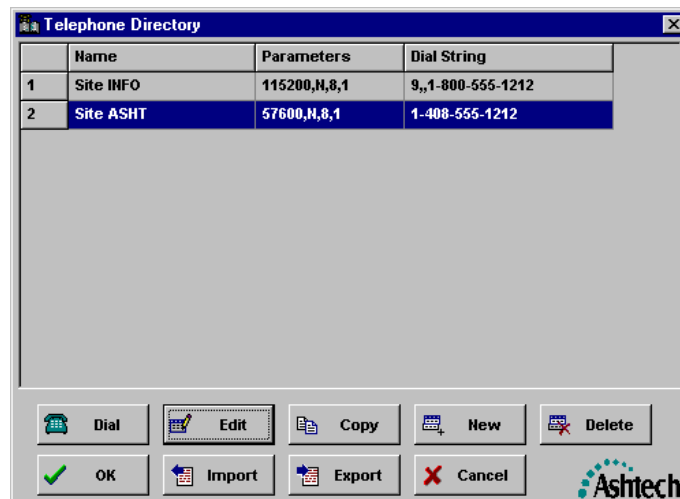 Telephone Directory
Name Parameters Dial String
1 Site INFO 115200,N,8,1 9,,1-800-555-1212
2 Site ASHT 57600,N,8,1 1-408-555-1212
Dial Edit Copy New Delete
OK Import Export Cancel
Ashtech